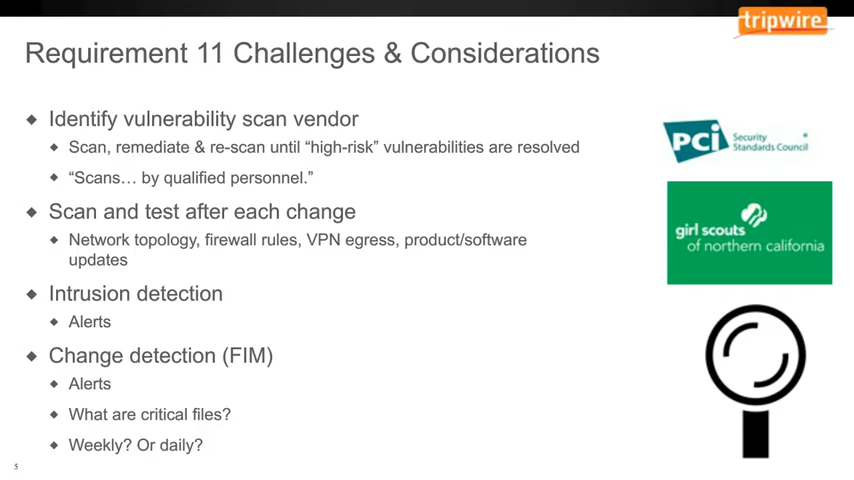 tripwire
Requirement 11 Challenges & Considerations
Identify vulnerability scan vendor
Scan, remediate & re-scan until “high-risk” vulnerabilities are resolved
“Scans… by qualified personnel.”
Scan and test after each change
Network topology, firewall rules, VPN egress, product/software
updates
Intrusion detection
Alerts
Change detection (FIM)
Alerts
What are critical files?
Weekly? Or daily?
PCi
Security
Standards Council
girl scouts
of northern california
5